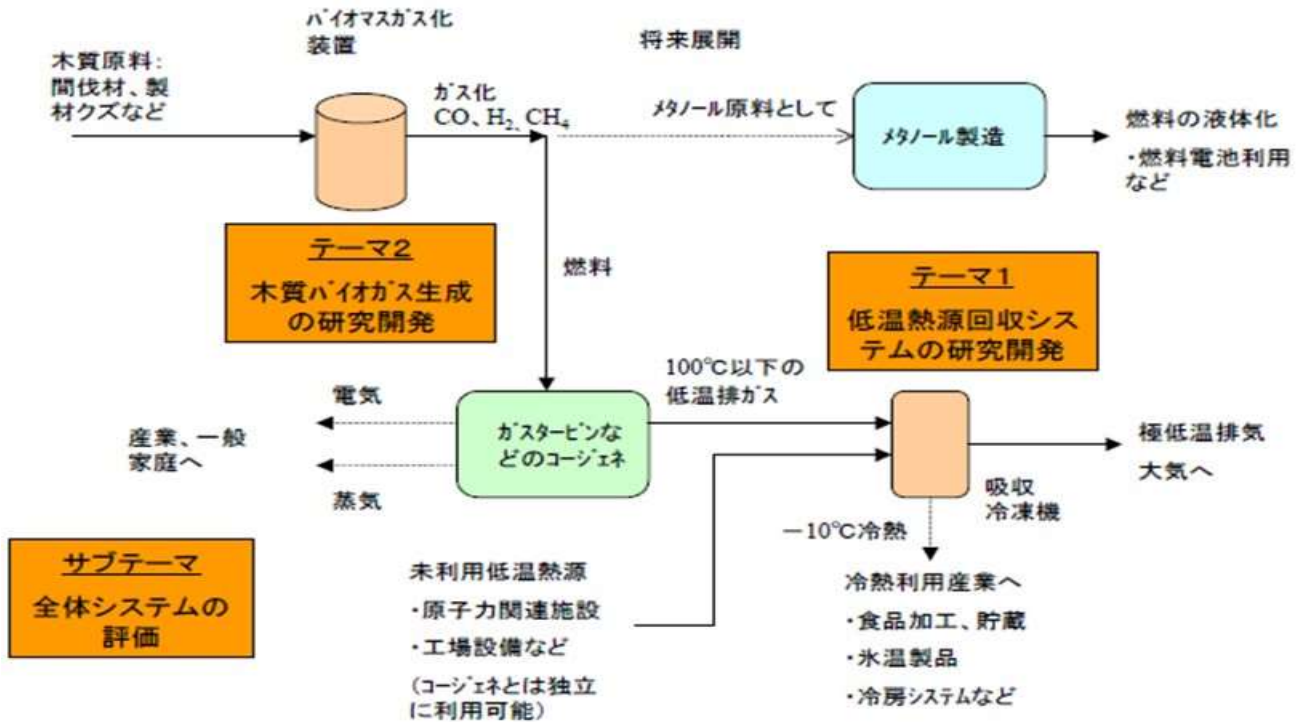 バイオマスガス化
装置
将来展開
木質原料:
間伐材、製
材クズなど
ガス化
CO、H2、CH4
メタノール原料として
メタノール製造
燃料の液体化
・燃料電池利用
など
テーマ2
木質バイオガス生成
の研究開発
燃料
テーマ1
低温熱源回収シス
テムの研究開発
100℃以下の
低温排ガス
電気
産業、一般
家庭へ
蒸気
ガスタービンな
どのコージェネ
極低温排気
大気へ
吸収
冷凍機
－10℃冷熱
サブテーマ
全体システムの
評価
未利用低温熱源
・原子力関連施設
・工場設備など
(コージェネとは独立
に利用可能)
冷熱利用産業へ
・食品加工、貯蔵
・氷温製品
・冷房システムなど